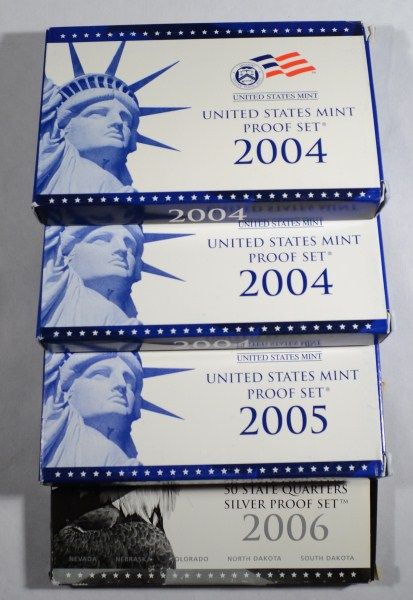 UNITED STATES MINT
UNITED STATES MINT
PROOF SET®
2004
2004
UNITED STATES MINT
UNITED STATES MINT
PROOF SET®
2004
UNITED STATES MINT
UNITED STATES MINT
PROOF SET®
2005
50 STATE QUARTERS
SILVER PROOF SET™
2006
NEVADA NEBRASKA COLORADO NORTH DAKOTA SOUTH DAKOTA